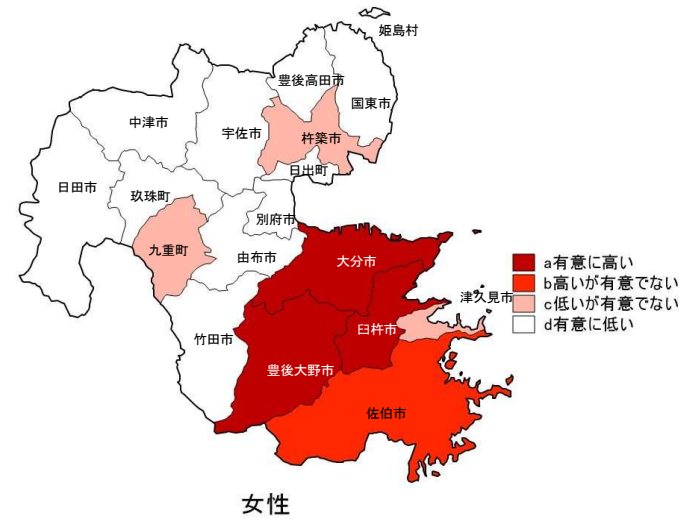 姫島村
豊後高田市
国東市
中津市
宇佐市
杵築市
日出町
日田市
玖珠町
別府市
九重町
由布市
大分市
a有意に高い
b高いが有意でない
c低いが有意でない
d有意に低い
津久見市
臼杵市
竹田市
豊後大野市
佐伯市
女性